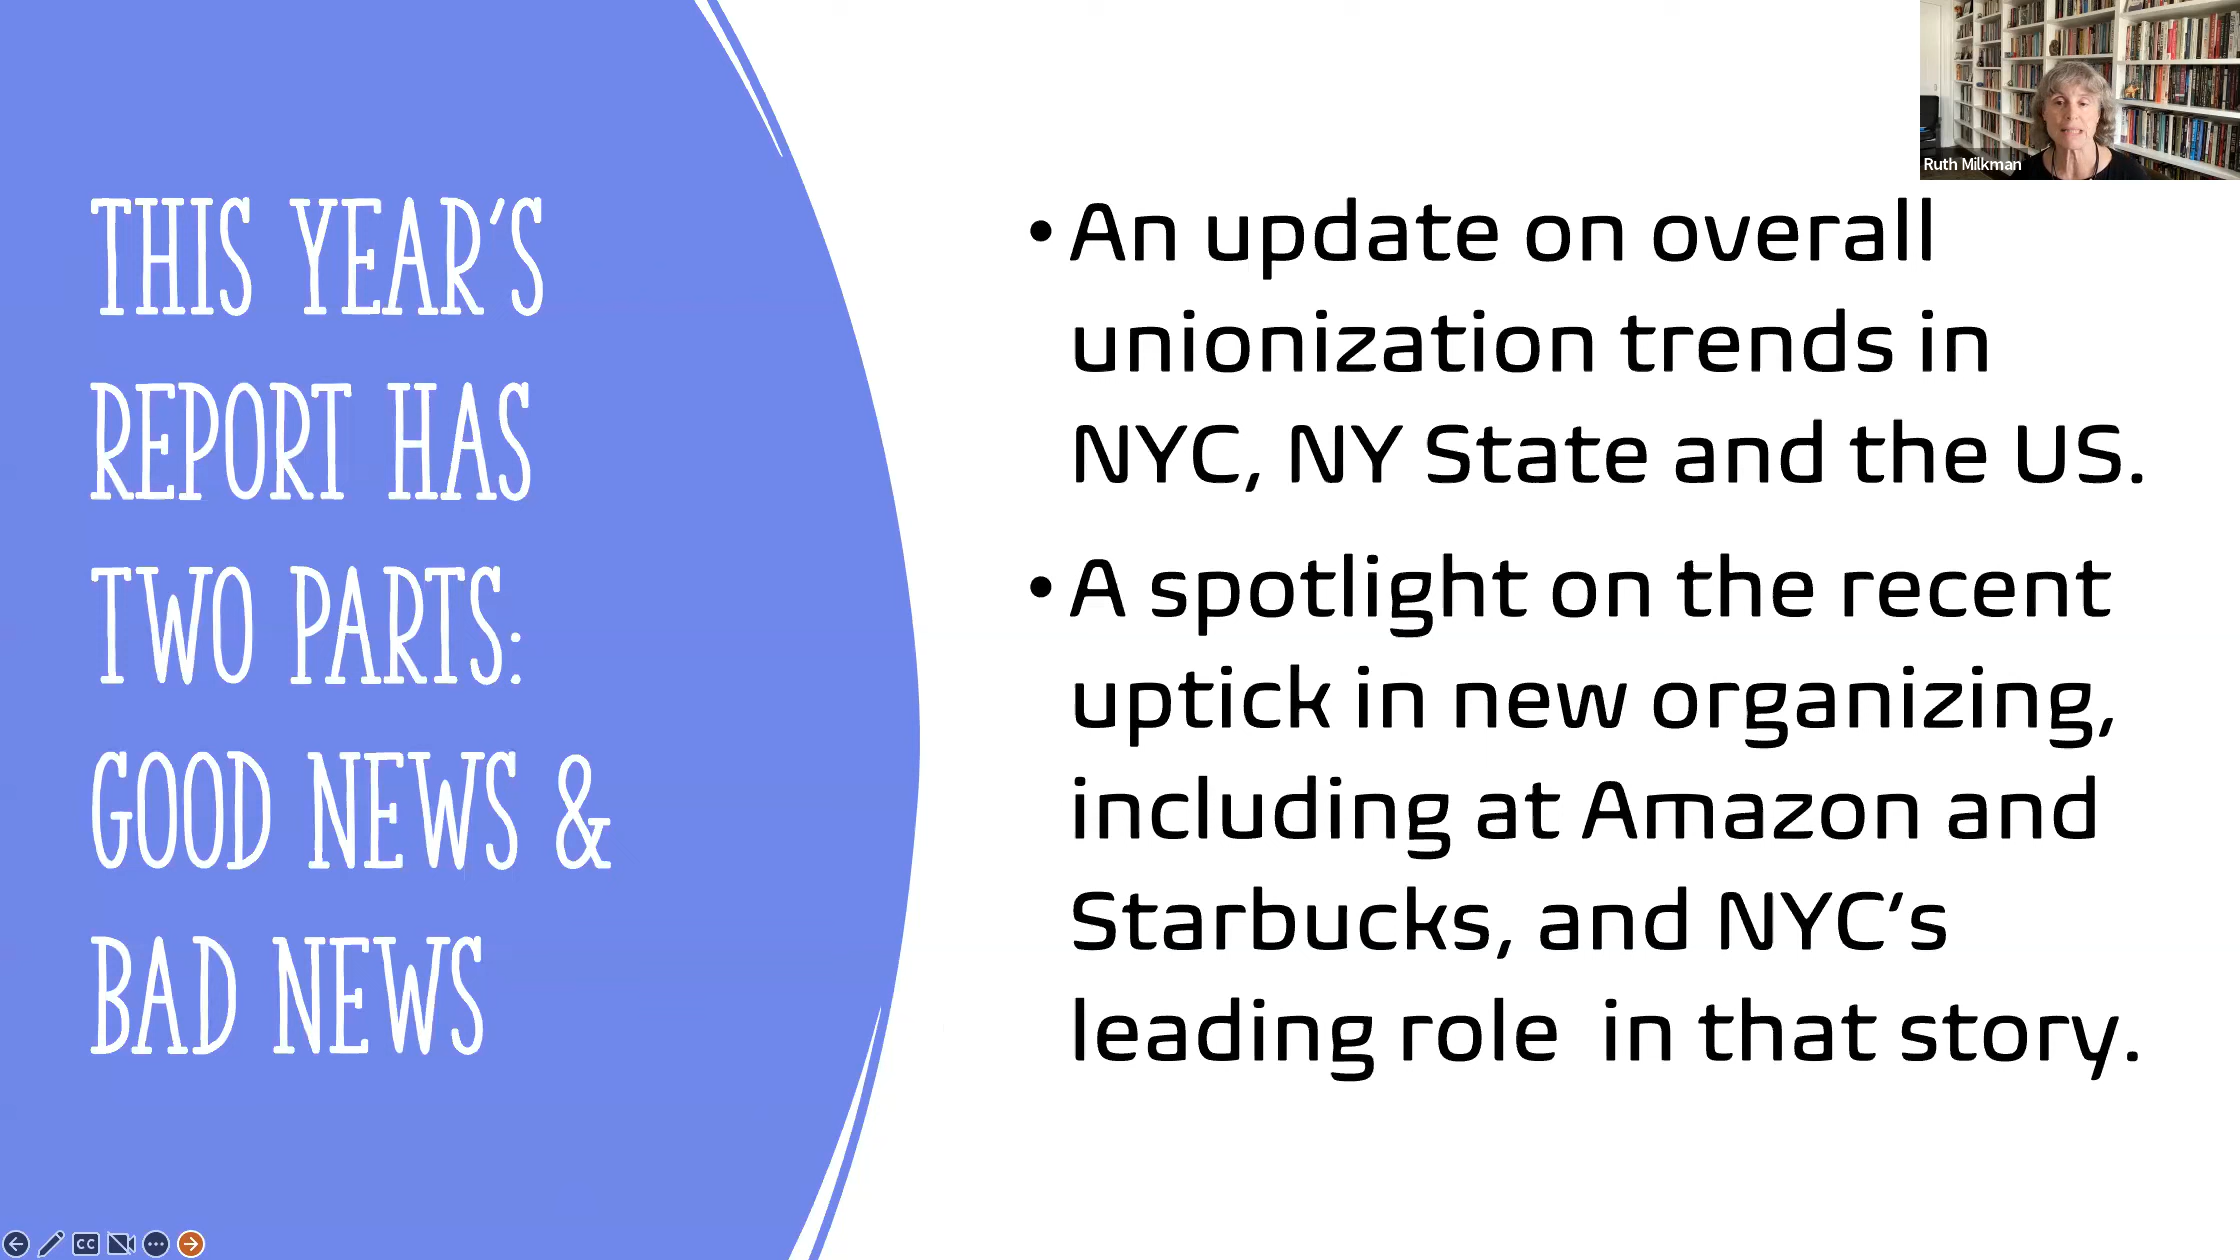 THIS YEAR'S
REPORT HAS
TWO PARTS:
GOOD NEWS &
BAD NEWS
• An update on overall
unionization trends in
NYC, NY State and the US.
• A spotlight on the recent
uptick in new organizing,
including at Amazon and
Starbucks, and NYC's
leading role  in that story.
Ruth Milkman
CC